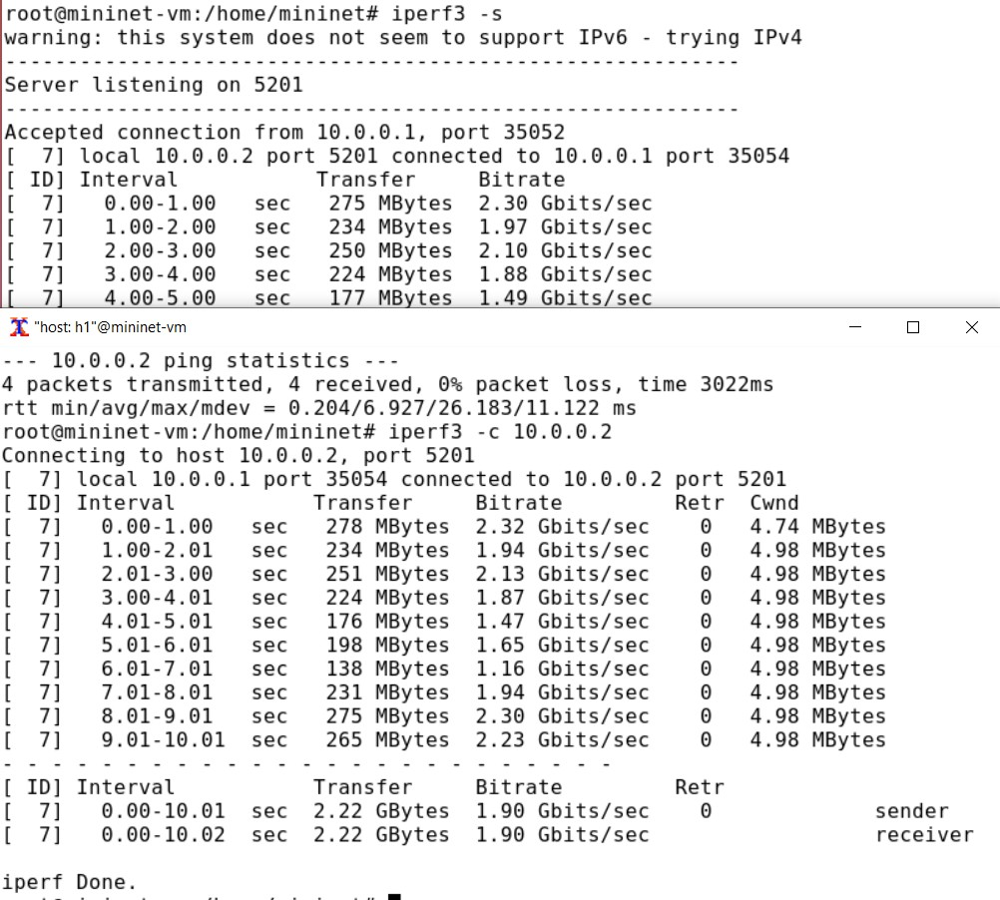 root@mininet-vm:/home/mininet# iperf3 -s
warning: this system does not seem to support IPv6 - trying IPv4
-----------------------------------------------------------
Server listening on 5201
-----------------------------------------------------------
Accepted connection from 10.0.0.1, port 35052
[  7] local 10.0.0.2 port 5201 connected to 10.0.0.1 port 35054
[ ID] Interval           Transfer     Bitrate
[  7]   0.00-1.00   sec   275 MBytes  2.30 Gbits/sec
[  7]   1.00-2.00   sec   234 MBytes  1.97 Gbits/sec
[  7]   2.00-3.00   sec   250 MBytes  2.10 Gbits/sec
[  7]   3.00-4.00   sec   224 MBytes  1.88 Gbits/sec
[  7]   4.00-5.00   sec   177 MBytes  1.49 Gbits/sec
"host: h1"@mininet-vm
--- 10.0.0.2 ping statistics ---
4 packets transmitted, 4 received, 0% packet loss, time 3022ms
rtt min/avg/max/mdev = 0.204/6.927/26.183/11.122 ms
root@mininet-vm:/home/mininet# iperf3 -c 10.0.0.2
Connecting to host 10.0.0.2, port 5201
[  7] local 10.0.0.1 port 35054 connected to 10.0.0.2 port 5201
[ ID] Interval           Transfer     Bitrate         Retr  Cwnd
[  7]   0.00-1.00   sec   278 MBytes  2.32 Gbits/sec    0   4.74 MBytes
[  7]   1.00-2.01   sec   234 MBytes  1.94 Gbits/sec    0   4.98 MBytes
[  7]   2.01-3.00   sec   251 MBytes  2.13 Gbits/sec    0   4.98 MBytes
[  7]   3.00-4.01   sec   224 MBytes  1.87 Gbits/sec    0   4.98 MBytes
[  7]   4.01-5.01   sec   176 MBytes  1.47 Gbits/sec    0   4.98 MBytes
[  7]   5.01-6.01   sec   198 MBytes  1.65 Gbits/sec    0   4.98 MBytes
[  7]   6.01-7.01   sec   138 MBytes  1.16 Gbits/sec    0   4.98 MBytes
[  7]   7.01-8.01   sec   231 MBytes  1.94 Gbits/sec    0   4.98 MBytes
[  7]   8.01-9.01   sec   275 MBytes  2.30 Gbits/sec    0   4.98 MBytes
[  7]   9.01-10.01  sec   265 MBytes  2.23 Gbits/sec    0   4.98 MBytes
- - - - - - - - - - - - - - - - - - - - - - - - -
[ ID] Interval           Transfer     Bitrate         Retr
[  7]   0.00-10.01  sec  2.22 GBytes  1.90 Gbits/sec    0             sender
[  7]   0.00-10.02  sec  2.22 GBytes  1.90 Gbits/sec                  receiver
iperf Done.